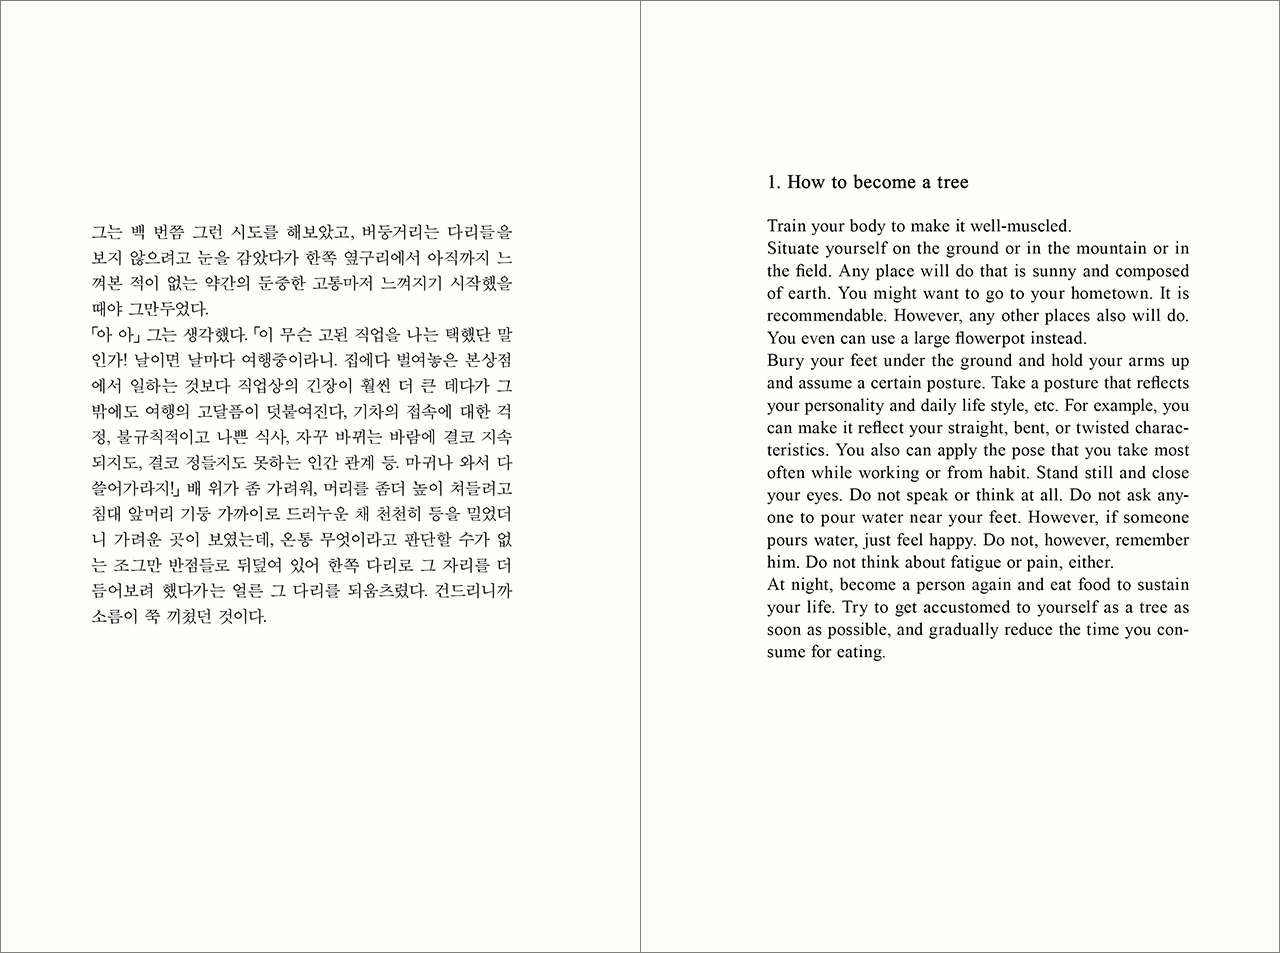 그는 백 번쯤 그런 시도를 해보았고, 버둥거리는 다리들을
보지 않으려고 눈을 감았다가 한쪽 옆구리에서 아직까지 느
껴본 적이 없는 약간의 둔중한 고통마저 느껴지기 시작했을
때야 그만두었다.
「아 아」 그는 생각했다. 「이 무슨 고된 직업을 나는 택했단 말
인가! 날이면 날마다 여행중이라니. 집에다 벌여놓은 본상점
에서 일하는 것보다 직업상의 긴장이 훨씬 더 큰 데다가 그
밖에도 여행의 고달픔이 덧붙여진다, 기차의 접속에 대한 걱
정, 불규칙적이고 나쁜 식사, 자꾸 바뀌는 바람에 결코 지속
되지도, 결코 정들지도 못하는 인간 관계 등. 마귀나 와서 다
쓸어가라지!」 배 위가 좀 가려워, 머리를 좀더 높이 쳐들려고
침대 앞머리 기둥 가까이로 드러누운 채 천천히 등을 밀었더
니 가려운 곳이 보였는데, 온통 무엇이라고 판단할 수가 없
는 조그만 반점들로 뒤덮여 있어 한쪽 다리로 그 자리를 더
듬어보려 했다가는 얼른 그 다리를 되움츠렸다. 건드리니까
소름이 쭉 끼쳤던 것이다.
1. How to become a tree
Train your body to make it well-muscled.
Situate yourself on the ground or in the mountain or in
the field. Any place will do that is sunny and composed
of earth. You might want to go to your hometown. It is
recommendable. However, any other places also will do.
You even can use a large flowerpot instead.
Bury your feet under the ground and hold your arms up
and assume a certain posture. Take a posture that reflects
your personality and daily life style, etc. For example, you
can make it reflect your straight, bent, or twisted charac-
teristics. You also can apply the pose that you take most
often while working or from habit. Stand still and close
your eyes. Do not speak or think at all. Do not ask any-
one to pour water near your feet. However, if someone
pours water, just feel happy. Do not, however, remember
him. Do not think about fatigue or pain, either.
At night, become a person again and eat food to sustain
your life. Try to get accustomed to yourself as a tree as
soon as possible, and gradually reduce the time you con-
sume for eating.